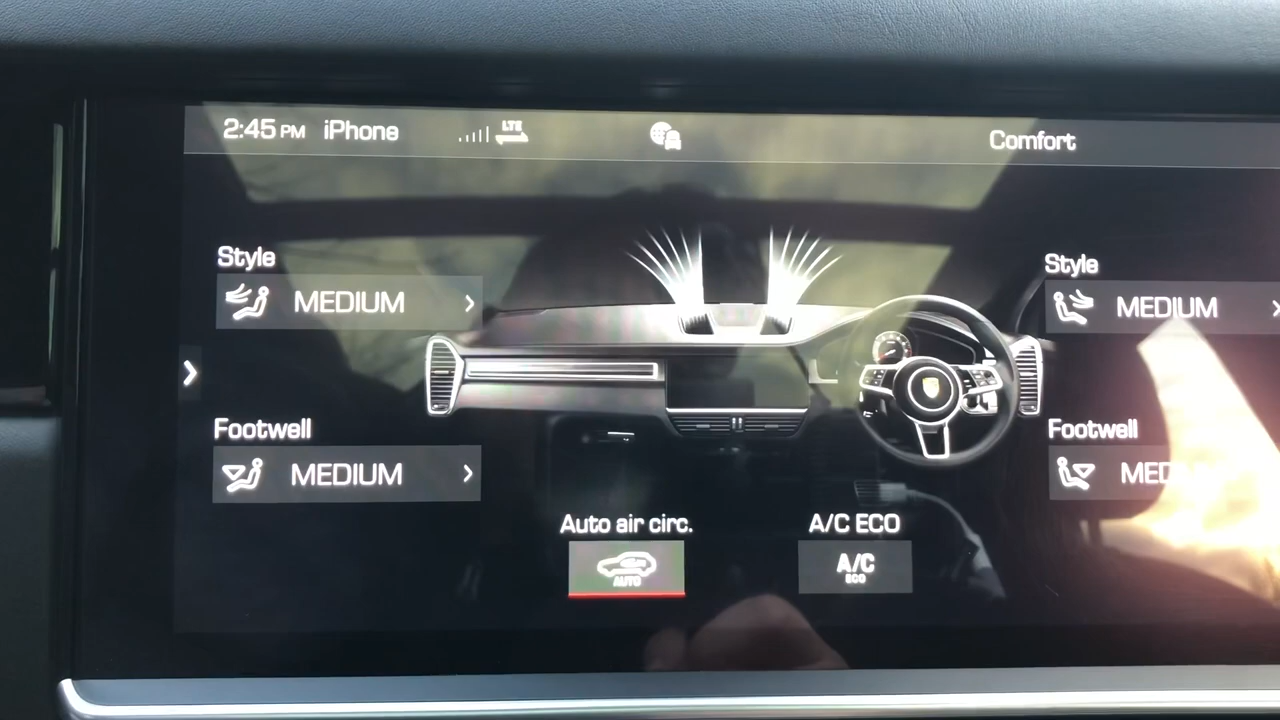 2:45 PM iPhone LTE Comfort
Style
MEDIUM
Style
MEDIUM
Footwell
MEDIUM
Footwell
MED
Auto air circ.
AUTO
A/C ECO
A/C
ECO